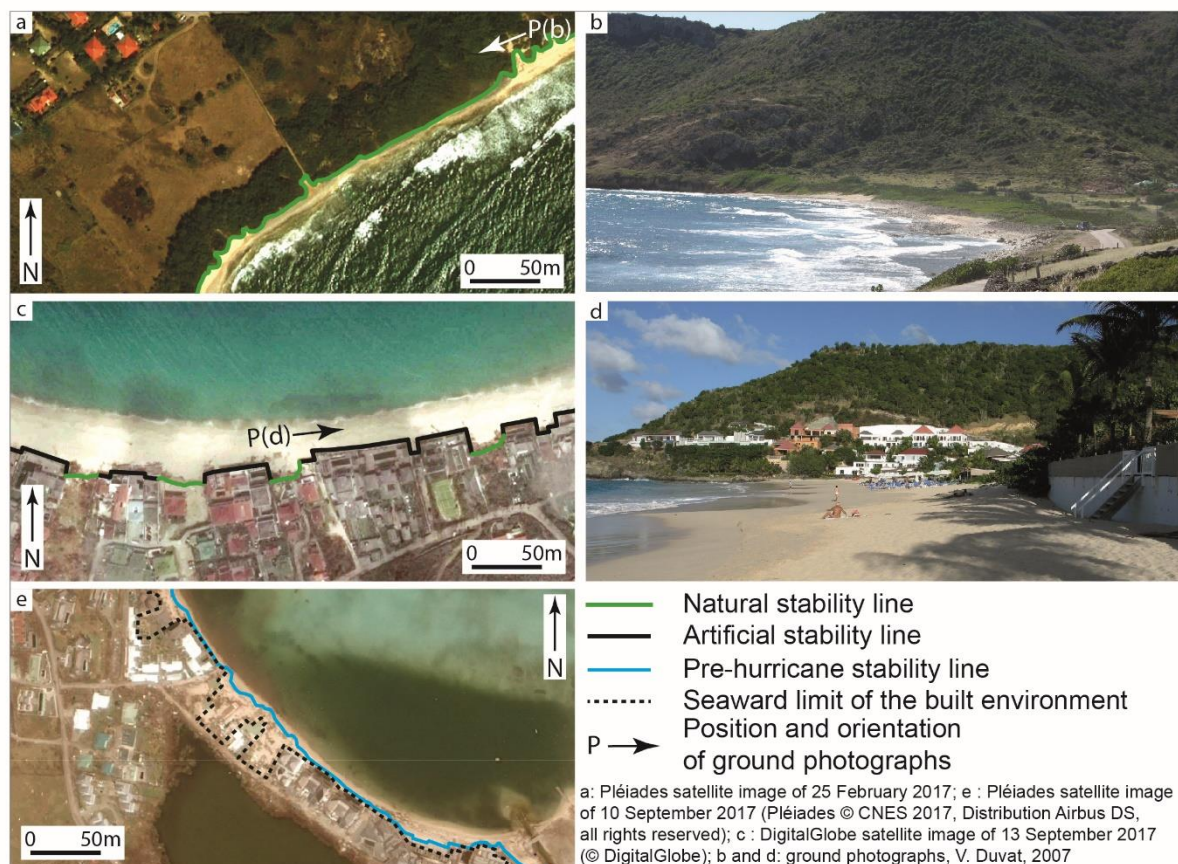 a
P(b)
N
0 50m
b
c
P(d)
N
0 50m
d
e
N
0 50m
Natural stability line
Artificial stability line
Pre-hurricane stability line
Seaward limit of the built environment
P
Position and orientation
of ground photographs
a: Pléiades satellite image of 25 February 2017; e : Pléiades satellite image
of 10 September 2017 (Pléiades © CNES 2017, Distribution Airbus DS,
all rights reserved); c : DigitalGlobe satellite image of 13 September 2017
(© DigitalGlobe); b and d: ground photographs, V. Duvat, 2007